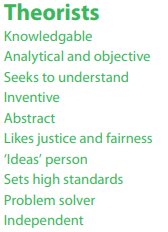 Theorists
Knowledgable
Analytical and objective
Seeks to understand
Inventive
Abstract
Likes justice and fairness
‘Ideas’ person
Sets high standards
Problem solver
Independent